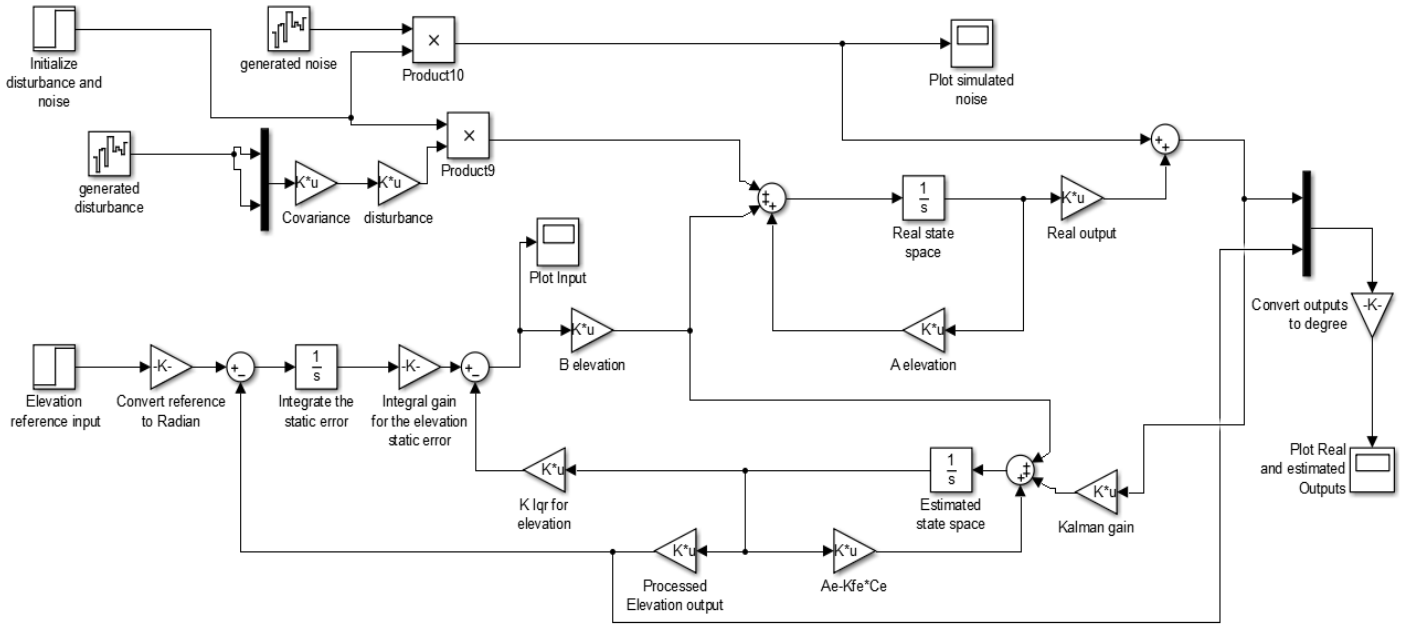 Initialize
disturbance and
noise
generated noise
×
Product10
Plot simulated
noise
generated
disturbance
K*u
Covariance
K*u
disturbance
×
Product9
+
+
+
1
s
Real state
space
K*u
Real output
+
+
Plot Input
K*u
B elevation
K*u
A elevation
Convert outputs
to degree
-K-
Elevation
reference input
-K-
Convert reference
to Radian
+
−
1
s
Integrate the
static error
-K-
Integral gain
for the elevation
static error
+
−
K*u
K lqr for
elevation
1
s
Estimated
state space
+
+
+
K*u
Kalman gain
Plot Real
and estimated
Outputs
K*u
Processed
Elevation output
K*u
Ae-Kfe*Ce